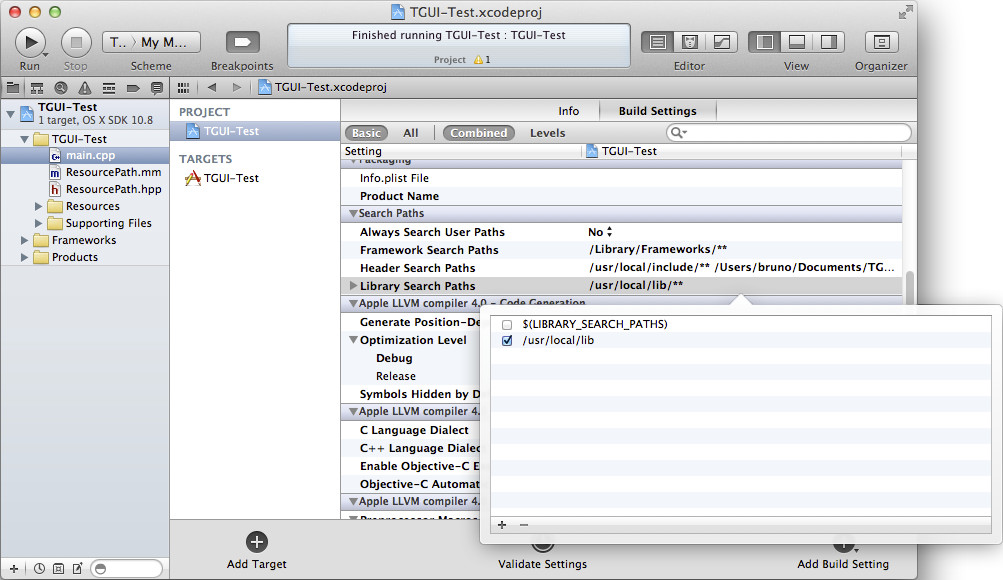 TGUI-Test.xcodeproj
Run
Stop
T... My M...
Scheme
Breakpoints
Finished running TGUI-Test : TGUI-Test
Project 1
Editor
View
Organizer
TGUI-Test.xcodeproj
TGUI-Test
1 target, OS X SDK 10.8
TGUI-Test
main.cpp
ResourcePath.mm
ResourcePath.hpp
Resources
Supporting Files
Frameworks
Products
PROJECT
TGUI-Test
TARGETS
TGUI-Test
Info Build Settings
Basic All Combined Levels
Setting TGUI-Test
Packaging
Info.plist File
Product Name
Search Paths
Always Search User Paths No
Framework Search Paths /Library/Frameworks/**
Header Search Paths /usr/local/include/** /Users/bruno/Documents/TG...
Library Search Paths /usr/local/lib/**
Apple LLVM compiler 4.0 - Code Generation
Generate Position-De
Optimization Level
Debug
Release
Symbols Hidden by D
Apple LLVM compiler 4.
C Language Dialect
C++ Language Dialec
Enable Objective-C E
Objective-C Automat
Apple LLVM compiler 4.
Preprocessor Macros
$(LIBRARY_SEARCH_PATHS)
/usr/local/lib
Add Target
Validate Settings
Add Build Setting